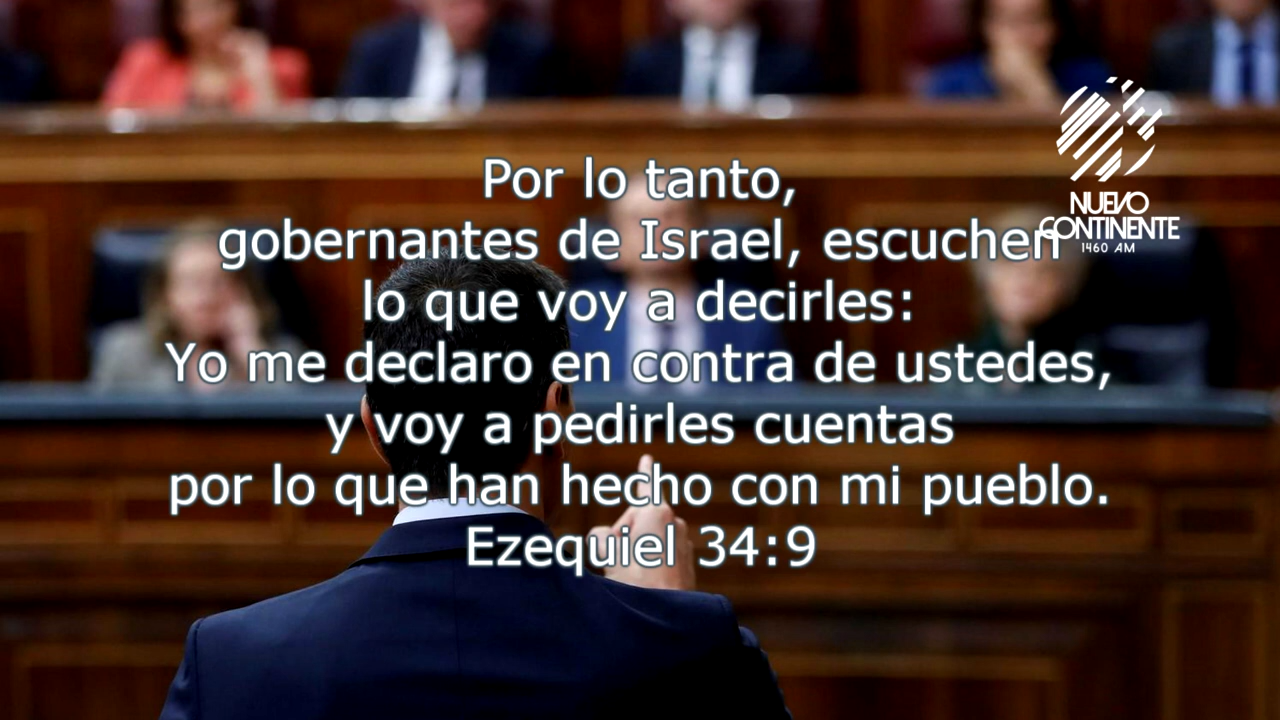 Por lo tanto,
gobernantes de Israel, escuchen
lo que voy a decirles:
Yo me declaro en contra de ustedes,
y voy a pedirles cuentas
por lo que han hecho con mi pueblo.
Ezequiel 34:9
NUEVO
CONTINENTE
1460 AM